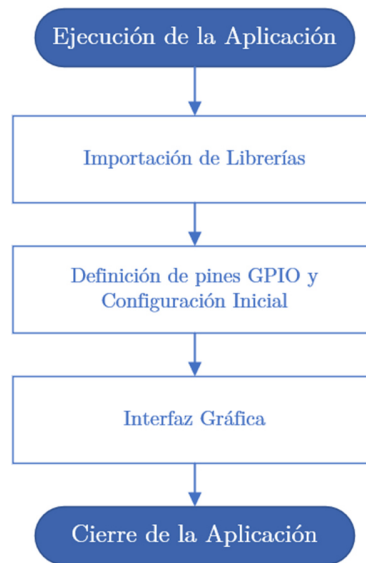 Ejecución de la Aplicación
Importación de Librerías
Definición de pines GPIO y
Configuración Inicial
Interfaz Gráfica
Cierre de la Aplicación